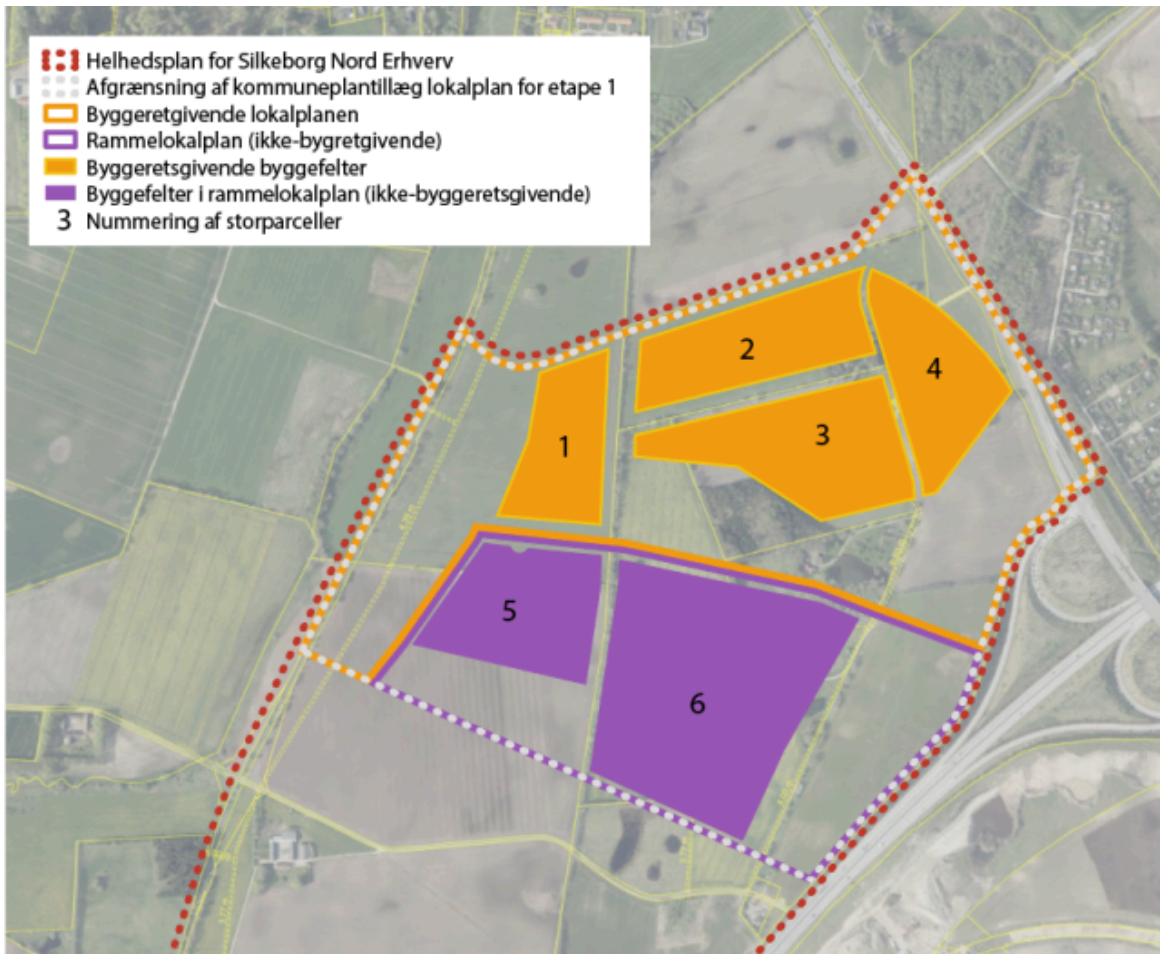 Helhedsplan for Silkeborg Nord Erhverv
Afgrænsning af kommuneplantillæg lokalplan for etape 1
Byggeretgivende lokalplanen
Rammelokalplan (ikke-bygretgivende)
Byggeretsgivende byggefelter
Byggefelter i rammelokalplan (ikke-byggeretsgivende)
3 Nummering af storparceller
2
4
3
1
5
6